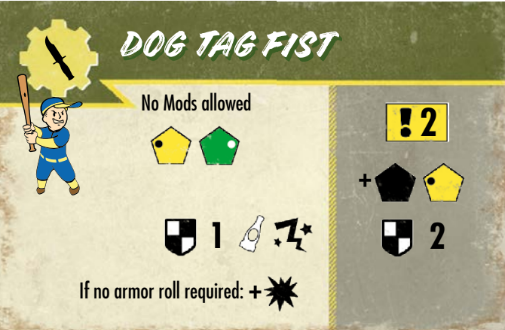 DOG TAG FIST
No Mods allowed
! 2
+
1
2
If no armor roll required: +